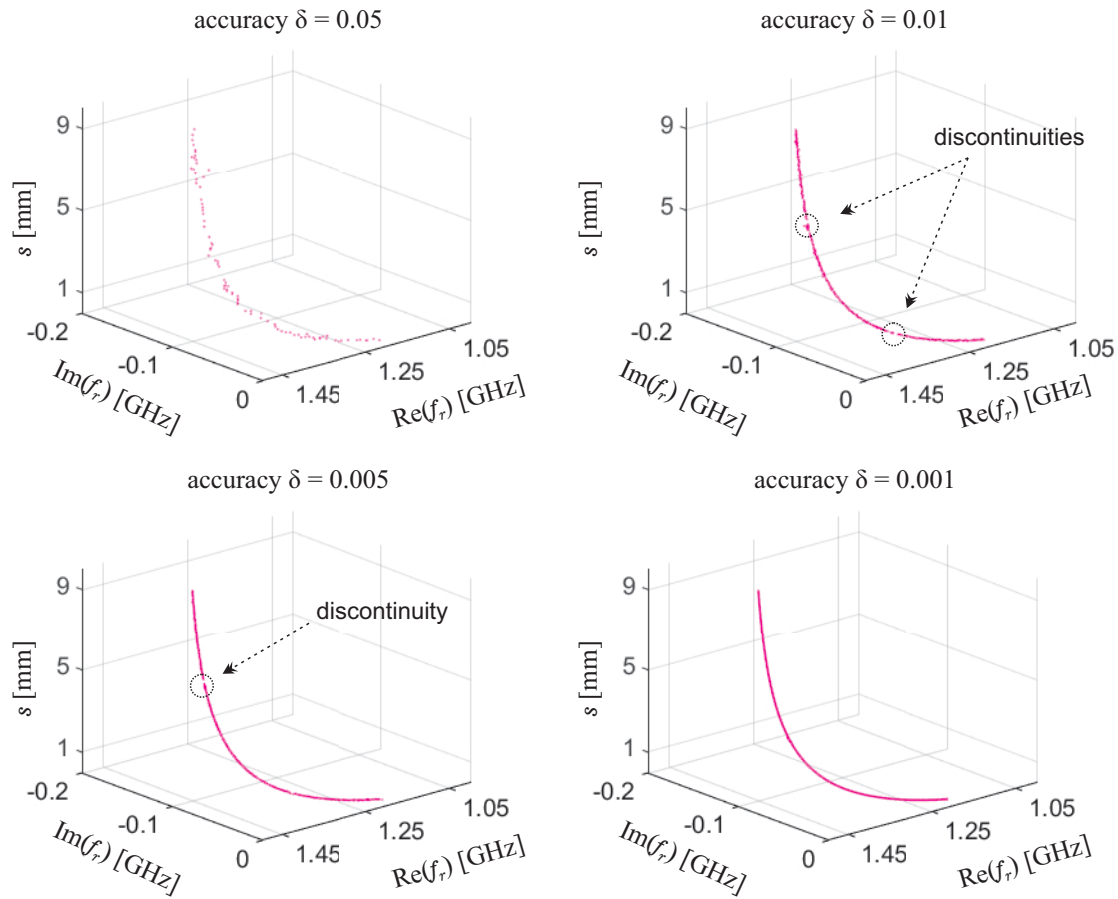 accuracy δ = 0.05
9
5
1
s [mm]
-0.2
-0.1
0
Im(fr) [GHz]
1.45
1.25
1.05
Re(fr) [GHz]
accuracy δ = 0.01
discontinuities
9
5
1
s [mm]
-0.2
-0.1
0
Im(fr) [GHz]
1.45
1.25
1.05
Re(fr) [GHz]
accuracy δ = 0.005
discontinuity
9
5
1
s [mm]
-0.2
-0.1
0
Im(fr) [GHz]
1.45
1.25
1.05
Re(fr) [GHz]
accuracy δ = 0.001
9
5
1
s [mm]
-0.2
-0.1
0
Im(fr) [GHz]
1.45
1.25
1.05
Re(fr) [GHz]